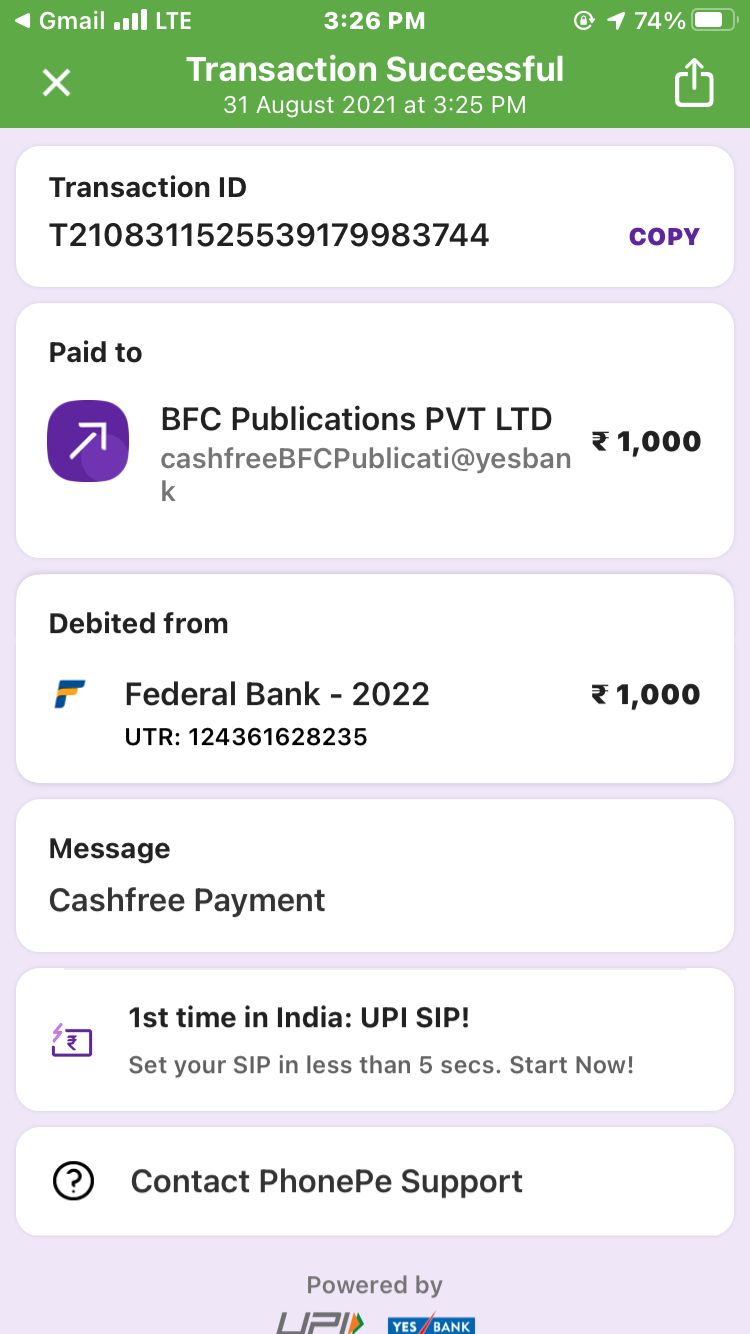 Gmail LTE 3:26 PM 74%
Transaction Successful
31 August 2021 at 3:25 PM
Transaction ID
T2108311525539179983744 COPY
Paid to
BFC Publications PVT LTD
₹ 1,000
cashfreeBFCPublicati@yesban
k
Debited from
Federal Bank - 2022 ₹ 1,000
UTR: 124361628235
Message
Cashfree Payment
1st time in India: UPI SIP!
Set your SIP in less than 5 secs. Start Now!
Contact PhonePe Support
Powered by
UPI YES BANK